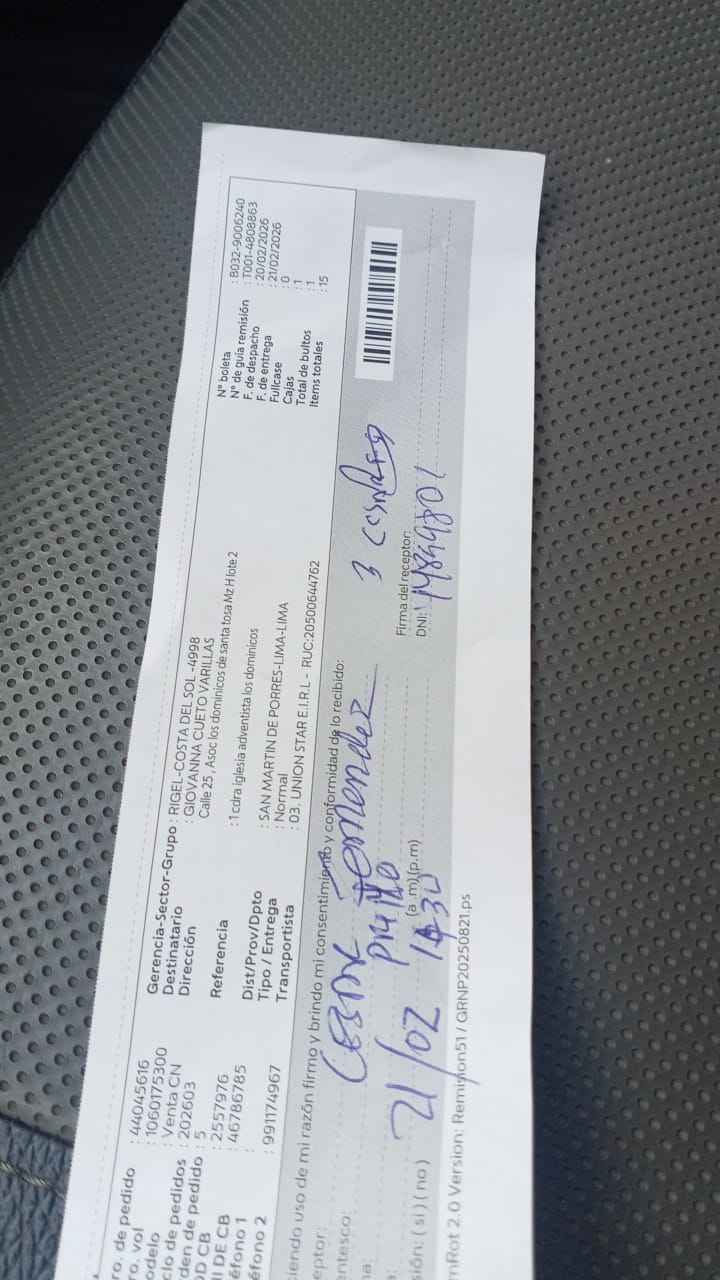 ro. de pedido : 44045616
ro. vol : 1060175300
odelo : Venta CN
clo de pedidos : 202603
den de pedido : 5
OD CB : 2557976
I DE CB : 46786785
éfono 1 :
éfono 2 : 991174967
Gerencia-Sector-Grupo : RIGEL-COSTA DEL SOL -4998
Destinatario : GIOVANNA CUETO VARILLAS
Dirección Calle 25 , Asoc los dominicos de santa tosa Mz H lote 2
Referencia : 1 cdra iglesia adventista los dominicos
Dist/Prov/Dpto : SAN MARTIN DE PORRES-LIMA-LIMA
Tipo / Entrega : Normal
Transportista : 03. UNION STAR E.I.R.L - RUC:20500644762
N° boleta : B032-9006240
N° de guía remisión : T001-4808863
F. de despacho : 20/02/2026
F. de entrega : 21/02/2026
Fullcase : 0
Cajas : 1
Total de bultos : 1
Items totales : 15
iendo uso de mi razón firmo y brindo mi consentimiento y conformidad de lo recibido:
eptor:
entesco:
Firma del receptor:
DNI:
21/02
(a m) (p.m)
sión: ( si ) ( no )
mRot 2.0 Version: Remision51 / GRNP20250821.ps